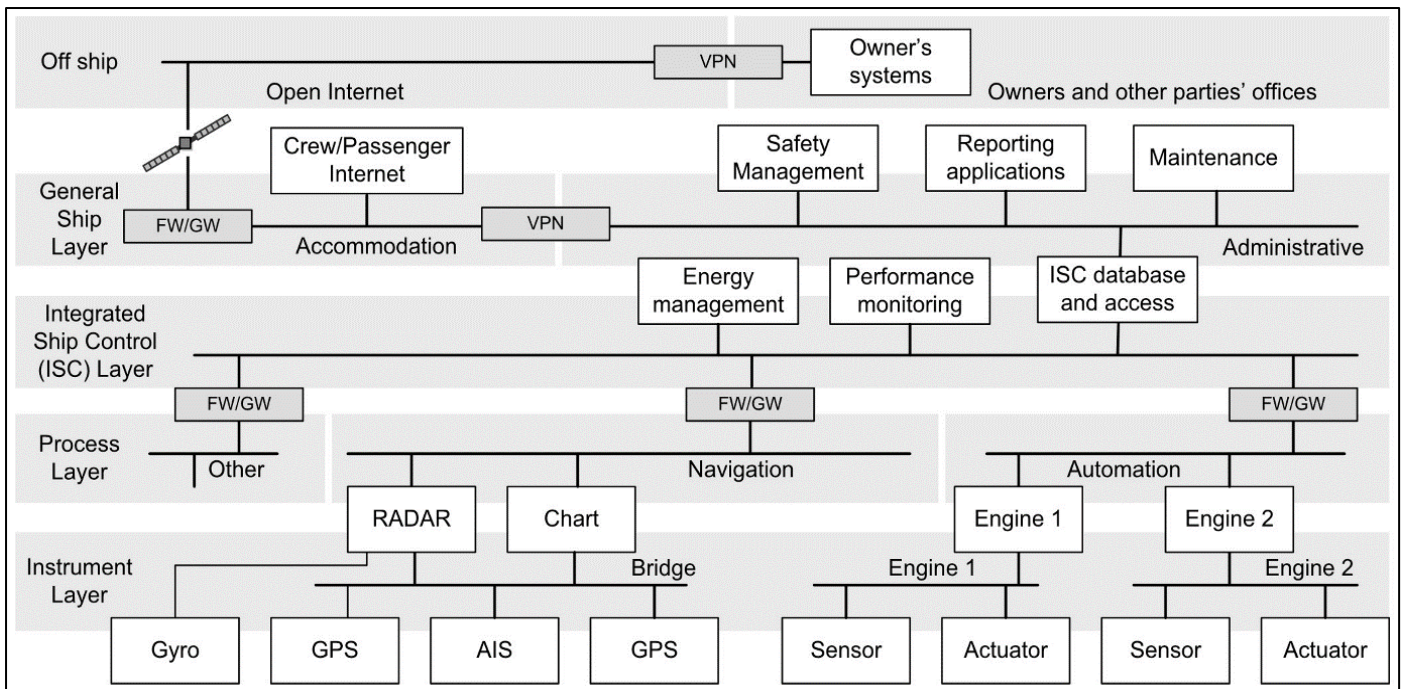 Off ship
VPN
Owner's
systems
Open Internet
Owners and other parties' offices
Crew/Passenger
Internet
Safety
Management
Reporting
applications
Maintenance
General
Ship
Layer
FW/GW
Accommodation
VPN
Administrative
Energy
management
Performance
monitoring
ISC database
and access
Integrated
Ship Control
(ISC) Layer
FW/GW
FW/GW
FW/GW
Process
Layer
Other
Navigation
Automation
RADAR
Chart
Engine 1
Engine 2
Instrument
Layer
Bridge
Engine 1
Engine 2
Gyro
GPS
AIS
GPS
Sensor
Actuator
Sensor
Actuator